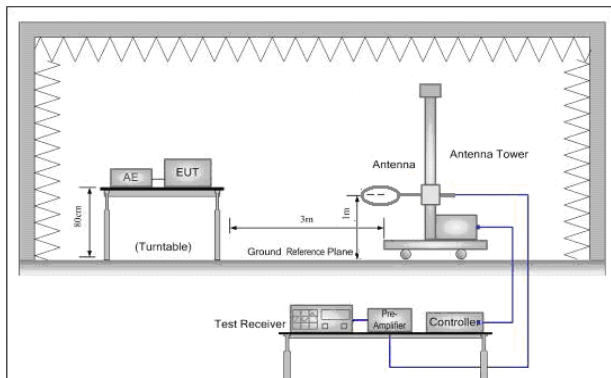 Antenna Tower
Antenna
EUT
AE
80cm
(Turntable)
3m
1m
Ground Reference Plane
Test Receiver
Pre-
Amplifier
Controller